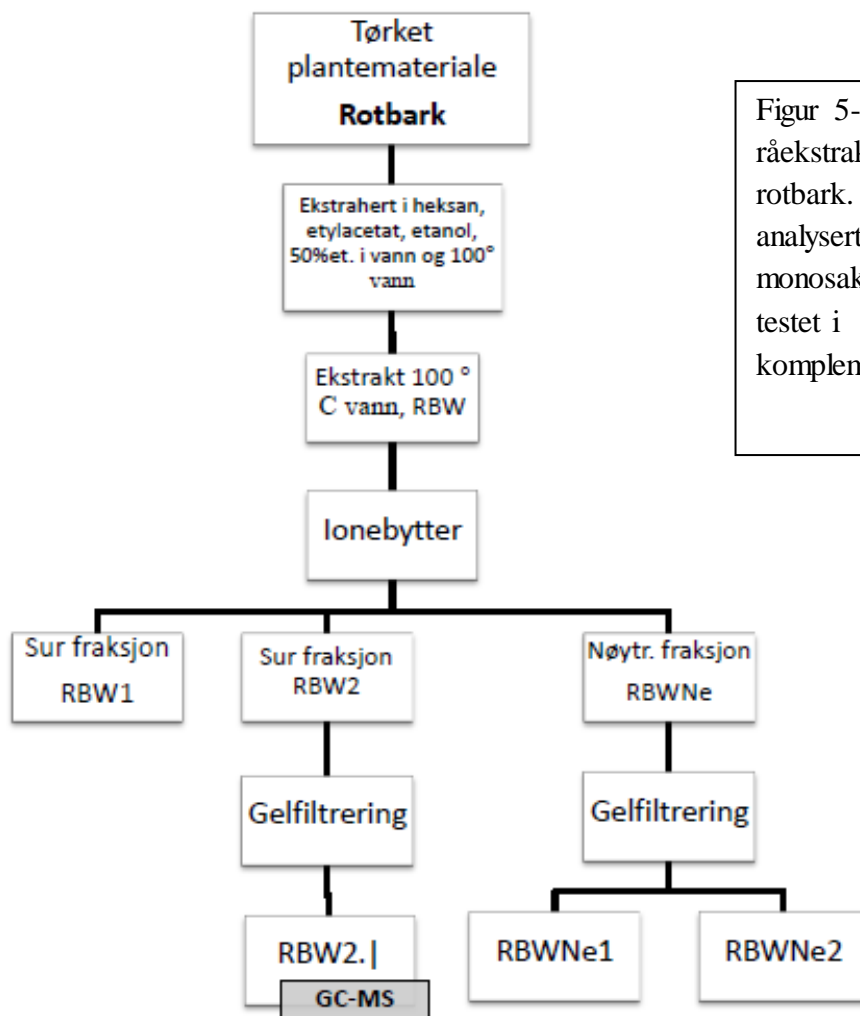 Tørket
plantemateriale
Rotbark
Figur 5-
råekstrak
rotbark.
analysert
monosak
testet i
komplem
Ekstrahert i heksan,
etylacetat, etanol,
50%et. i vann og 100°
vann
Ekstrakt 100 °
C vann, RBW
Ionebytter
Sur fraksjon
RBW1
Sur fraksjon
RBW2
Nøytr. fraksjon
RBWNe
Gelfiltrering
Gelfiltrering
RBW2.|
GC-MS
RBWNe1
RBWNe2